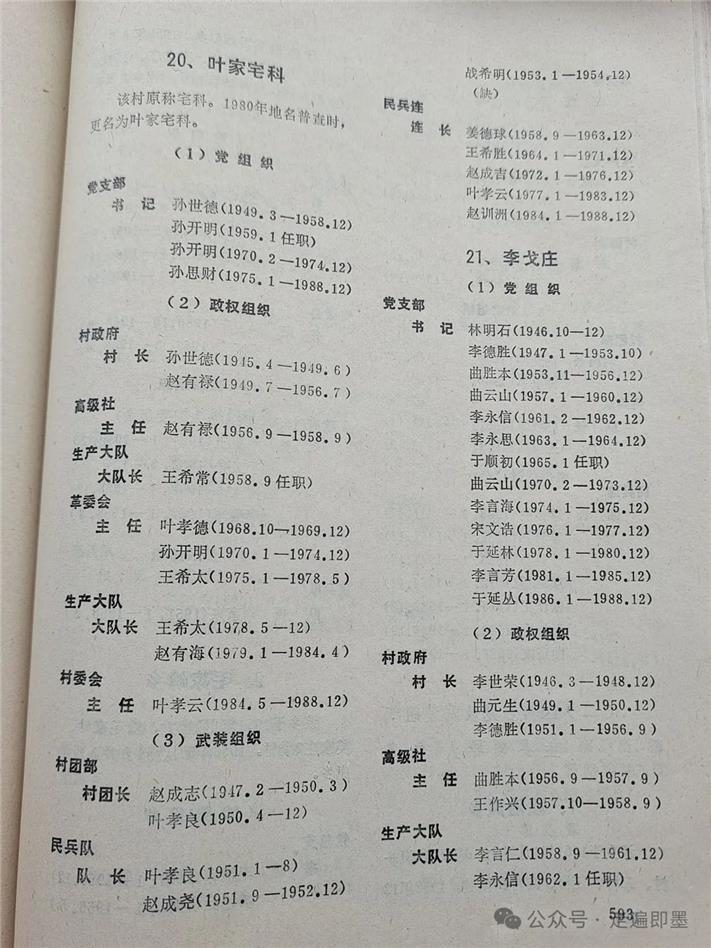 20、叶家宅科
该村原称宅科。1980年地名普查时，
更名为叶家宅科。
（1）党组织
党支部
书 记 孙世德(1949.3—1958.12)
孙开明(1959.1任职)
孙开明(1970.2—1974.12)
孙思财(1975.1—1988.12)
（2）政权组织
村政府
村 长 孙世德(1945.4—1949.6)
赵有禄(1949.7—1956.7)
高级社
主 任 赵有禄(1956.9—1958.9)
生产大队
大队长 王希常(1958.9任职)
革委会
主 任 叶孝德(1968.10—1969.12)
孙开明(1970.1—1974.12)
王希太(1975.1—1978.5)
生产大队
大队长 王希太(1978.5—12)
赵有海(1979.1—1984.4)
村委会
主 任 叶孝云(1984.5—1988.12)
（3）武装组织
村团部
村团长 赵成志(1947.2—1950.3)
叶孝良(1950.4—12)
民兵队
队 长 叶孝良(1951.1—8)
赵成尧(1951.9—1952.12)
战希明(1953.1—1954.12)
(缺)
民兵连
连 长 姜德球(1958.9—1963.12)
王希胜(1964.1—1971.12)
赵成吉(1972.1—1976.12)
叶孝云(1977.1—1983.12)
赵训洲(1984.1—1988.12)
21、李戈庄
（1）党组织
党支部
书 记 林明石(1946.10—12)
李德胜(1947.1—1953.10)
曲胜本(1953.11—1956.12)
曲云山(1957.1—1960.12)
李永信(1961.2—1962.12)
李永思(1963.1—1964.12)
于顺初(1965.1任职)
曲云山(1970.2—1973.12)
李言海(1974.1—1975.12)
宋文浩(1976.1—1977.12)
于延林(1978.1—1980.12)
李言芳(1981.1—1985.12)
于延丛(1986.1—1988.12)
（2）政权组织
村政府
村 长 李世荣(1946.3—1948.12)
曲元生(1949.1—1950.12)
李德胜(1951.1—1956.9)
高级社
主 任 曲胜本(1956.9—1957.9)
王作兴(1957.10—1958.9)
生产大队
大队长 李言仁(1958.9—1961.12)
李永信(1962.1任职)
593
公众号·走遍即墨